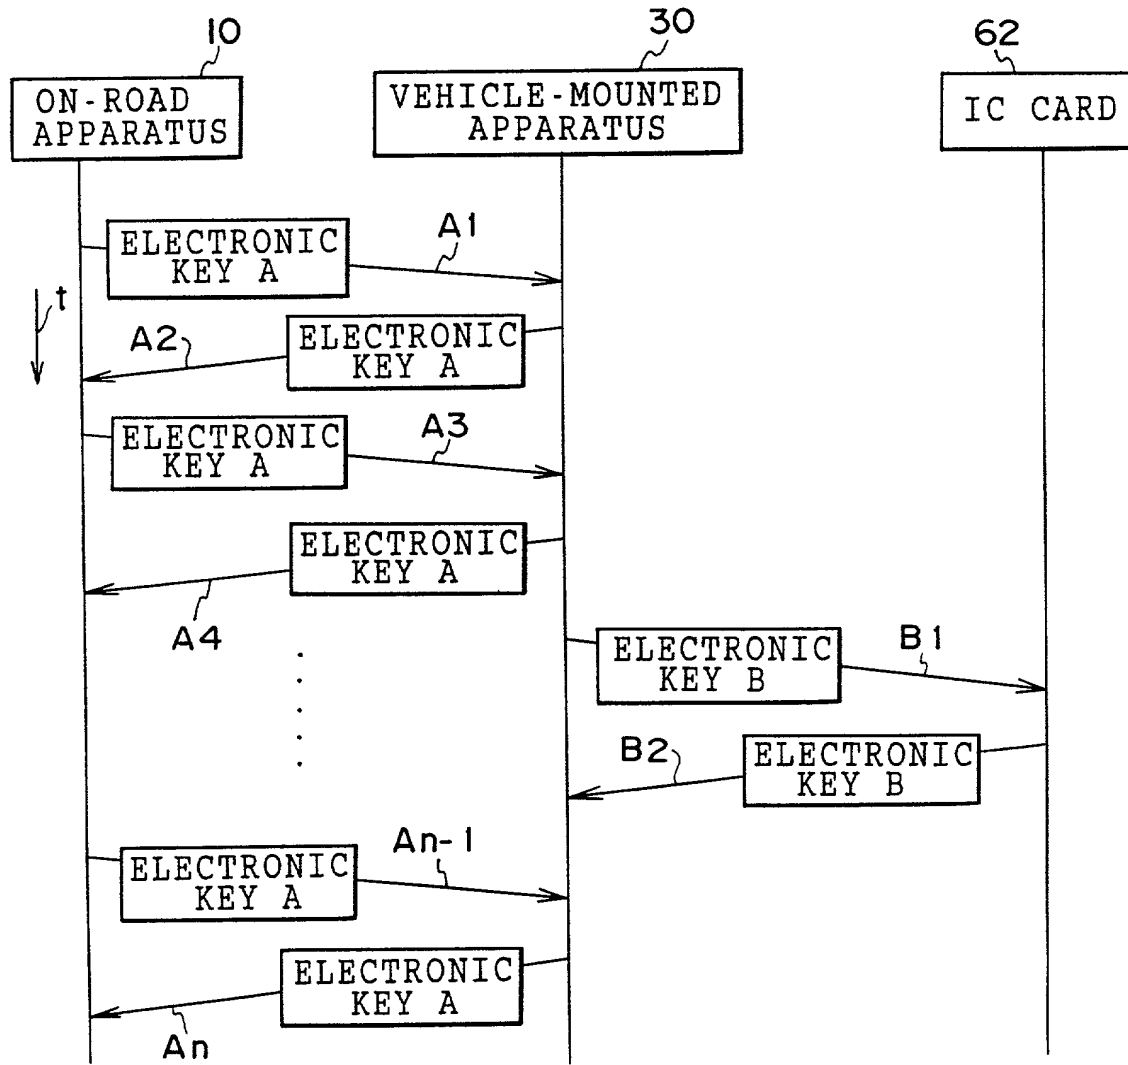 10
30
62
ON-ROAD
APPARATUS
VEHICLE-MOUNTED
APPARATUS
IC CARD
A1
ELECTRONIC
KEY A
t
A2
ELECTRONIC
KEY A
A3
ELECTRONIC
KEY A
ELECTRONIC
KEY A
A4
B1
ELECTRONIC
KEY B
B2
ELECTRONIC
KEY B
An-1
ELECTRONIC
KEY A
ELECTRONIC
KEY A
An